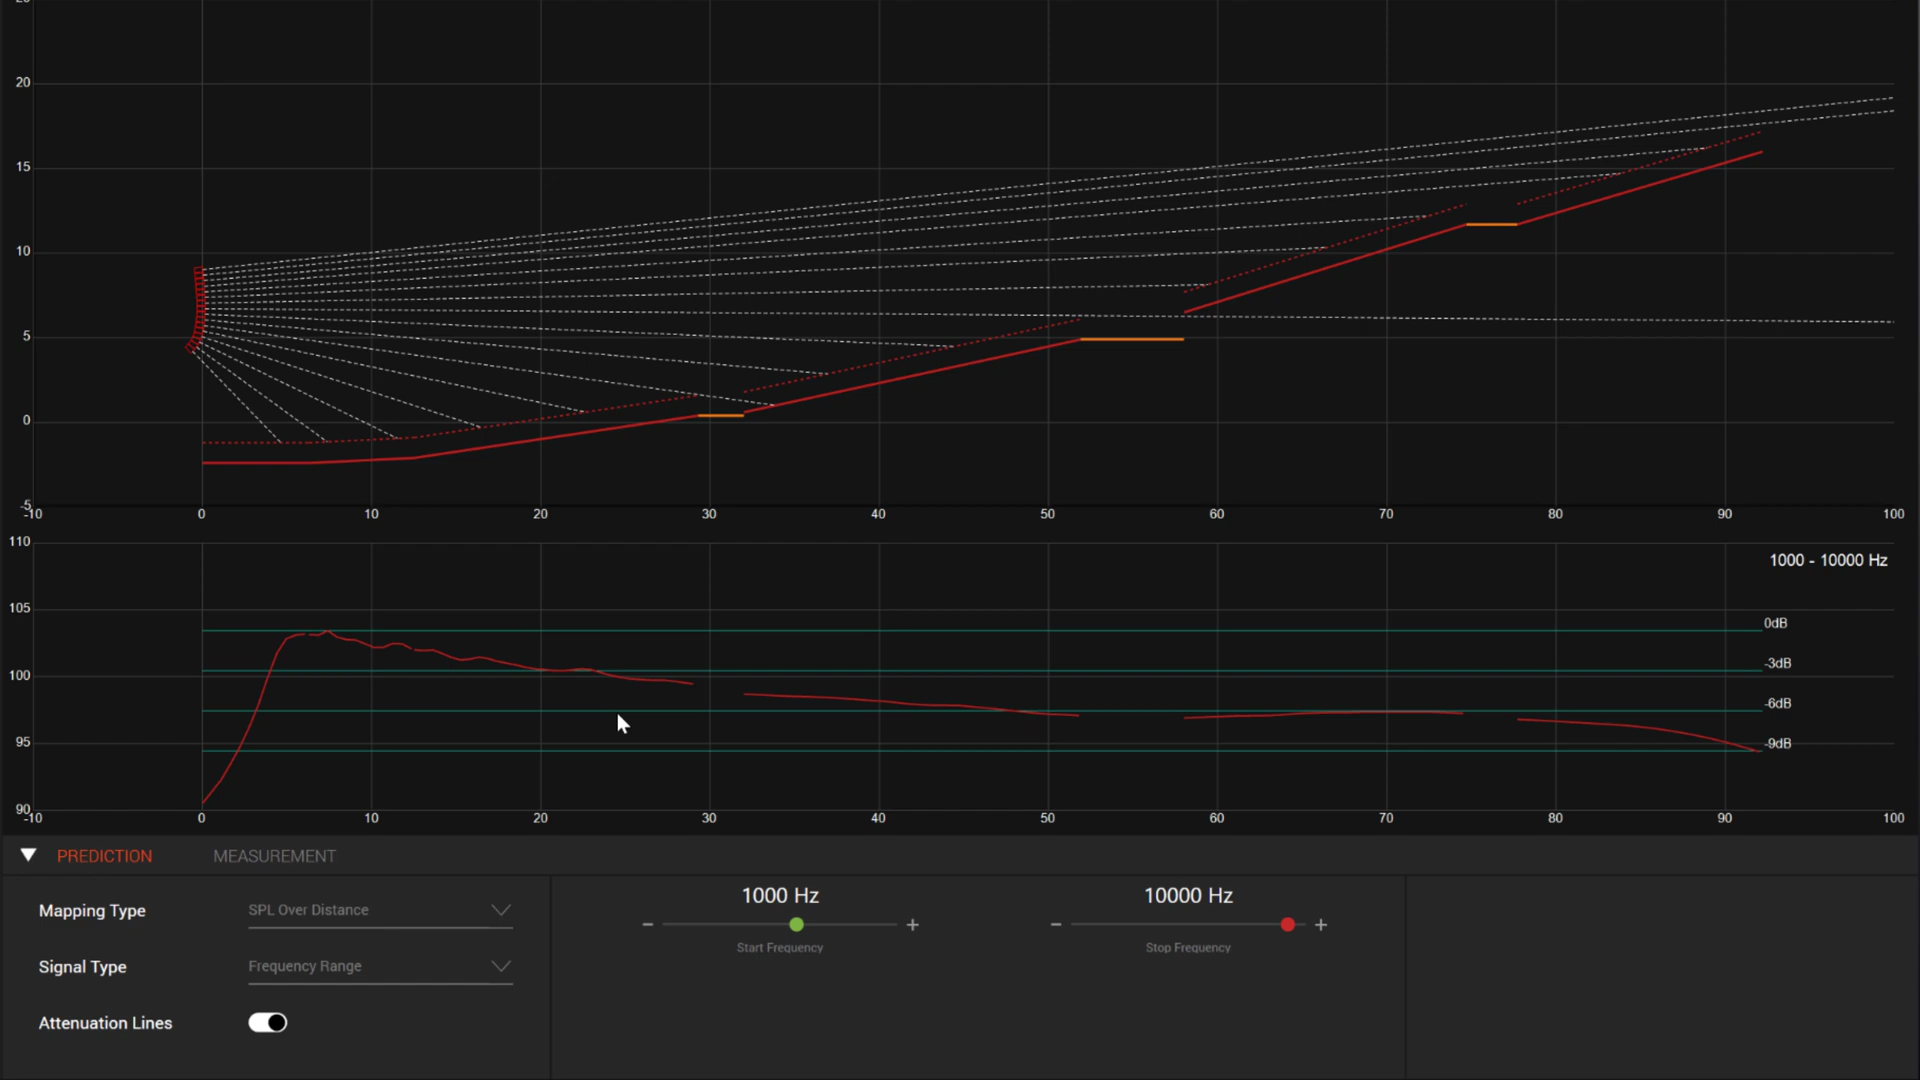 20
15
10
5
0
-5
-10 0 10 20 30 40 50 60 70 80 90 100
110
1000 - 10000 Hz
105
0dB
-3dB
100
-6dB
95
-9dB
90
-10 0 10 20 30 40 50 60 70 80 90 100
PREDICTION MEASUREMENT
1000 Hz 10000 Hz
Mapping Type SPL Over Distance
− + − +
Start Frequency Stop Frequency
Signal Type Frequency Range
Attenuation Lines